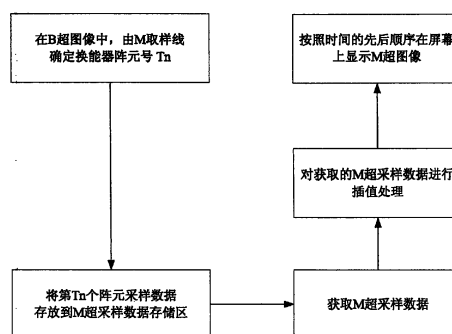 在B超图像中，由M取样线
确定换能器阵元号 Tn
将第Tn个阵元采样数据
存放到M超采样数据存储区
获取M超采样数据
对获取的M超采样数据进行
插值处理
按照时间的先后顺序在屏幕
上显示M超图像